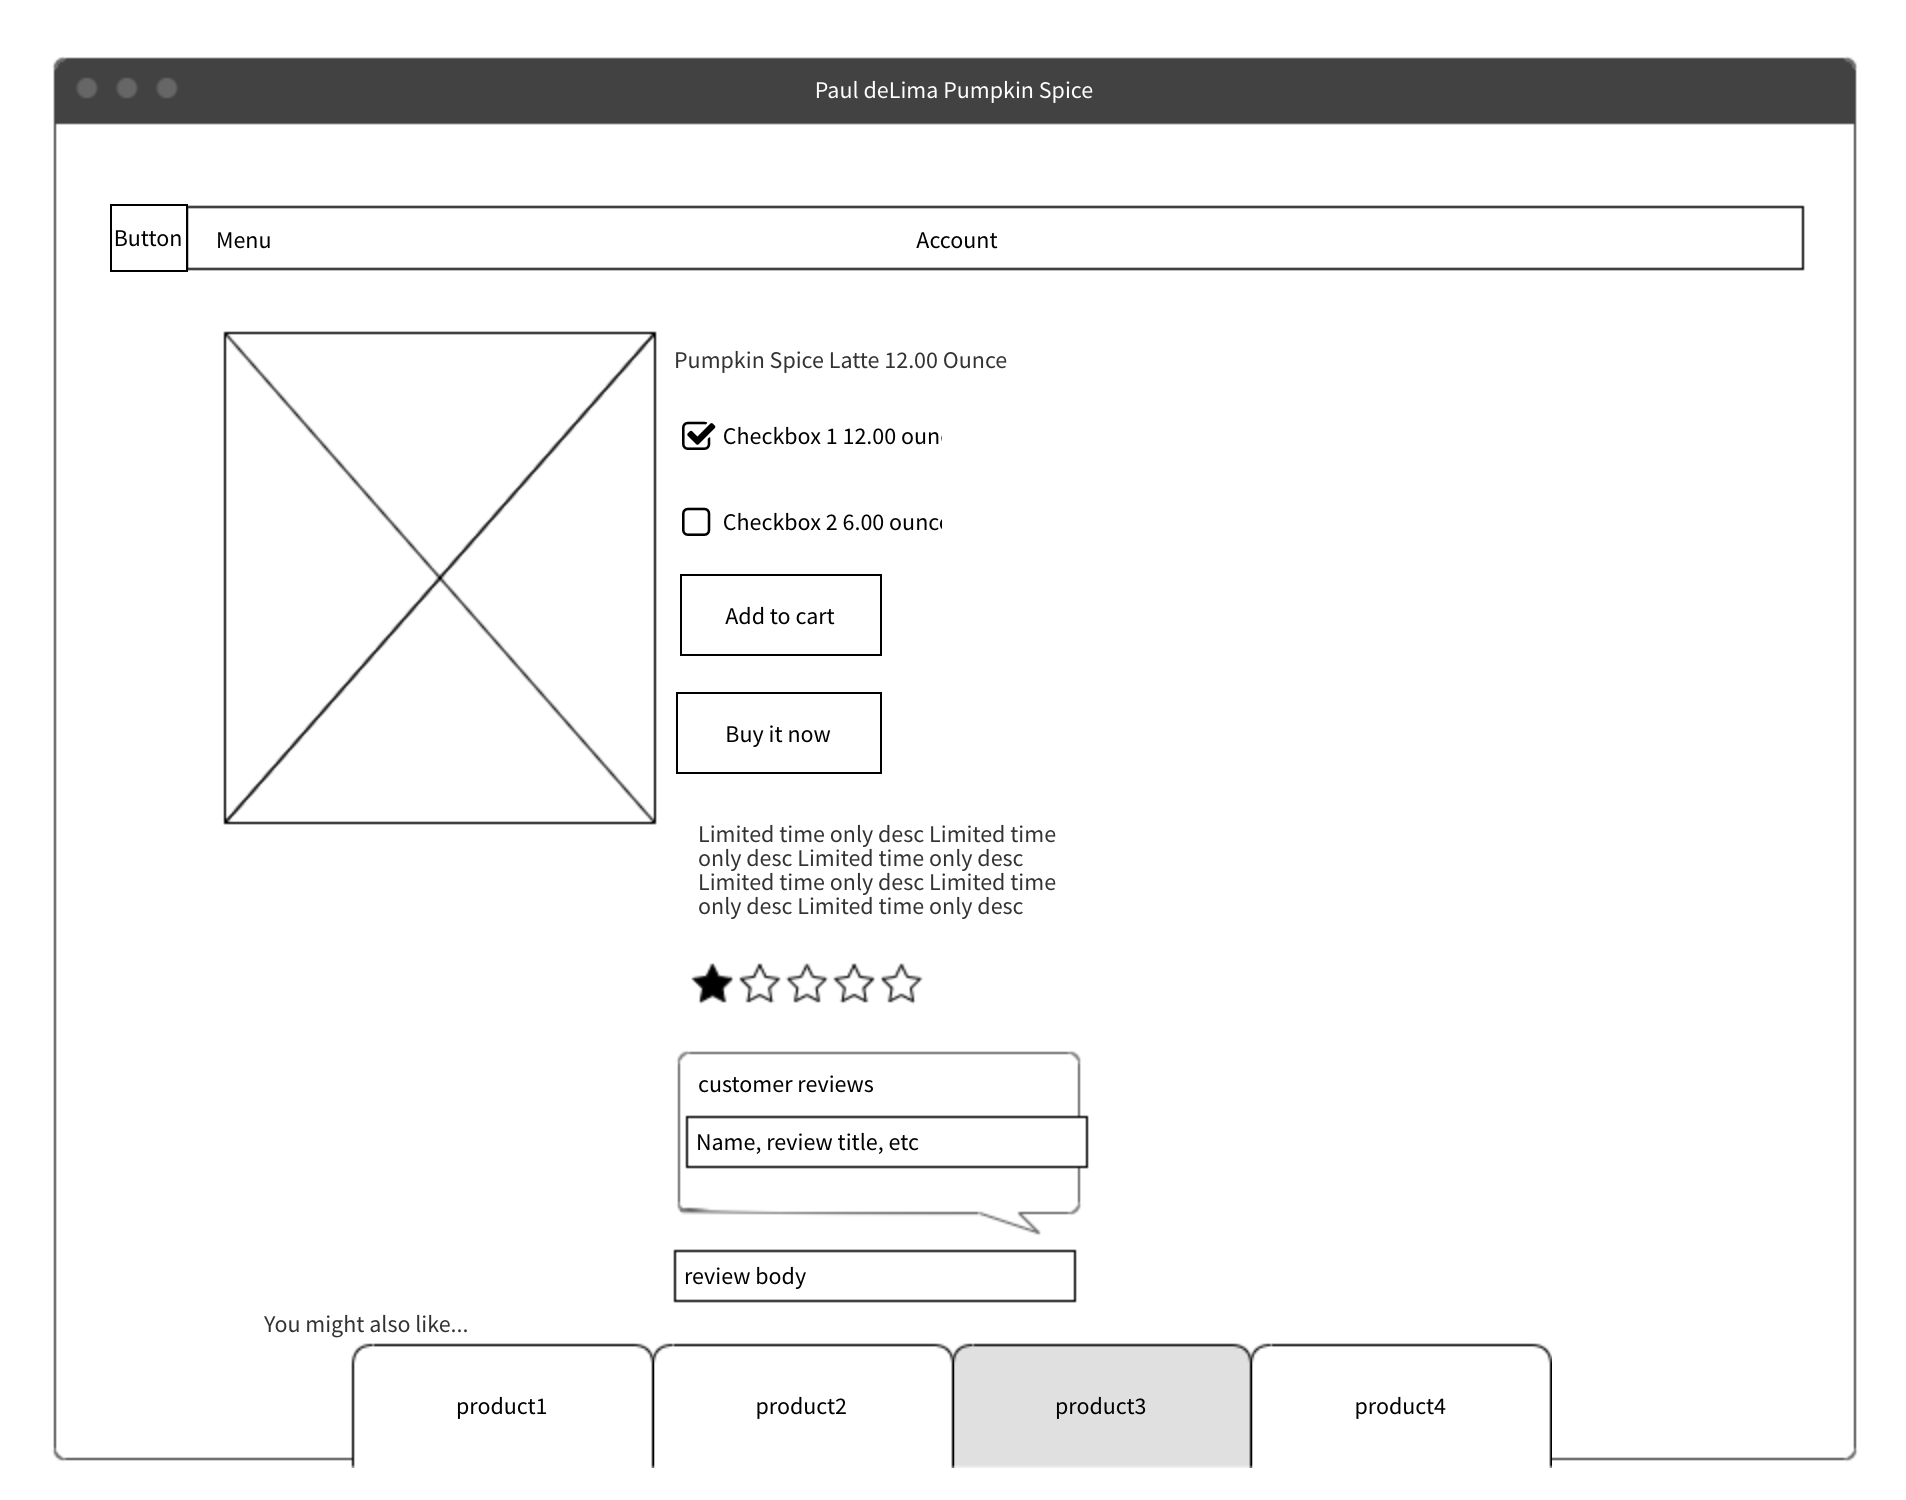 Paul deLima Pumpkin Spice
Button
Menu
Account
Pumpkin Spice Latte 12.00 Ounce
Checkbox 1 12.00 oun
Checkbox 2 6.00 ounc
Add to cart
Buy it now
Limited time only desc Limited time
only desc Limited time only desc
Limited time only desc Limited time
only desc Limited time only desc
customer reviews
Name, review title, etc
review body
You might also like...
product1
product2
product3
product4